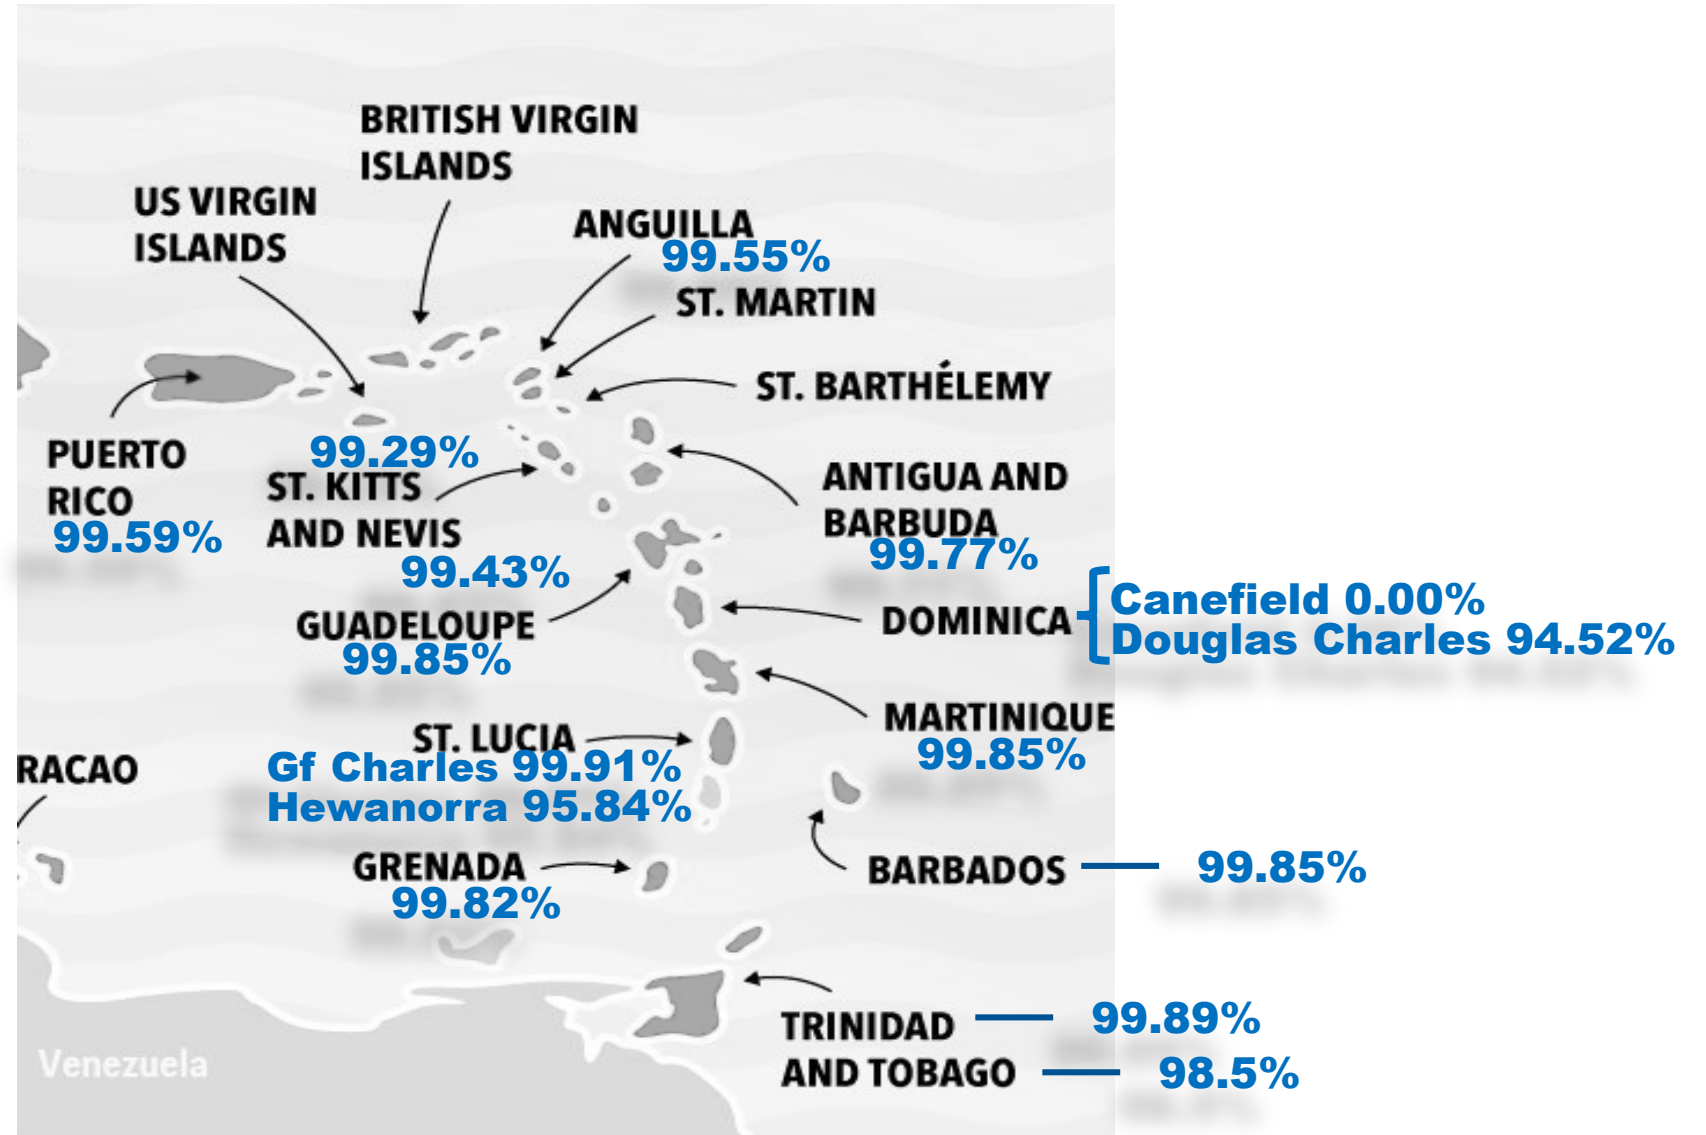 BRITISH VIRGIN
ISLANDS
US VIRGIN
ISLANDS
ANGUILLA
99.55%
ST. MARTIN
ST. BARTHÉLEMY
PUERTO
RICO
99.59%
99.29%
ST. KITTS
AND NEVIS
99.43%
ANTIGUA AND
BARBUDA
99.77%
GUADELOUPE
99.85%
DOMINICA
Canefield 0.00%
Douglas Charles 94.52%
MARTINIQUE
99.85%
ST. LUCIA
Gf Charles 99.91%
Hewanorra 95.84%
RACAO
GRENADA
99.82%
BARBADOS
99.85%
TRINIDAD
99.89%
AND TOBAGO
98.5%
Venezuela